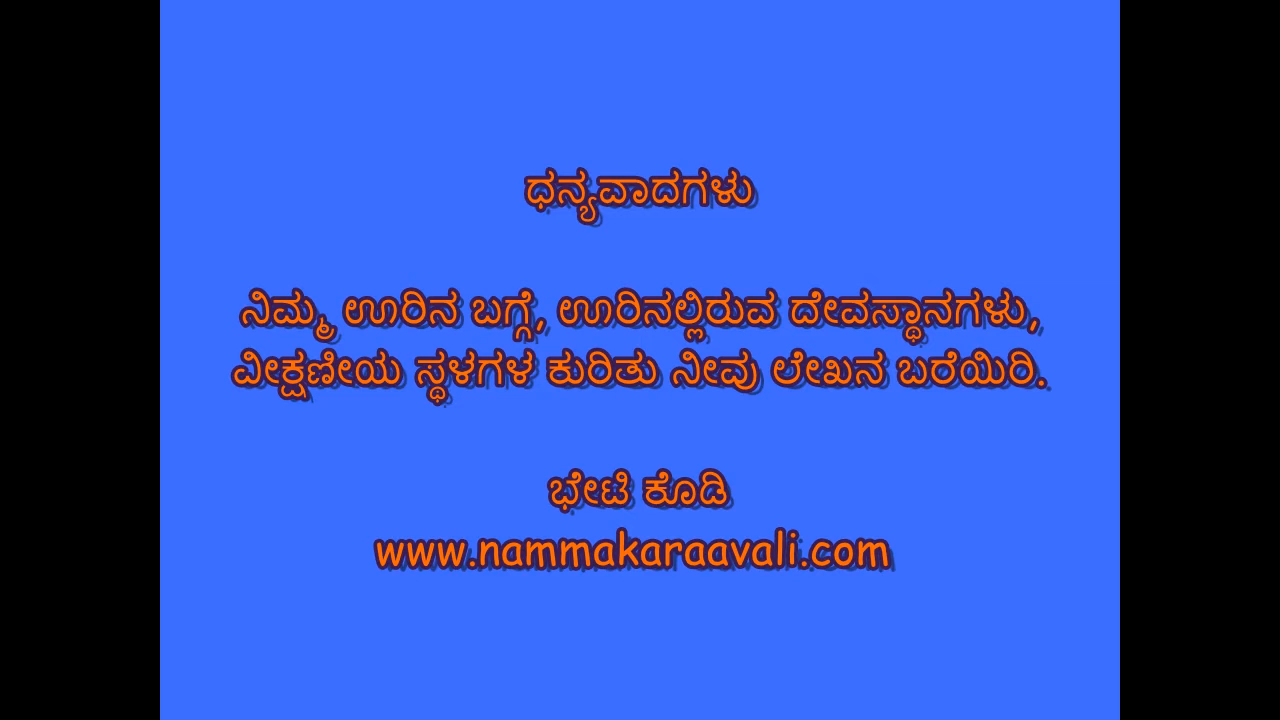 ಧನ್ಯವಾದಗಳು
ನಿಮ್ಮ ಊರಿನ ಬಗ್ಗೆ, ಊರಿನಲ್ಲಿರುವ ದೇವಸ್ಥಾನಗಳು,
ವೀಕ್ಷಣೀಯ ಸ್ಥಳಗಳ ಕುರಿತು ನೀವು ಲೇಖನ ಬರೆಯಿರಿ.
ಭೇಟಿ ಕೊಡಿ
www.nammakaraavali.com